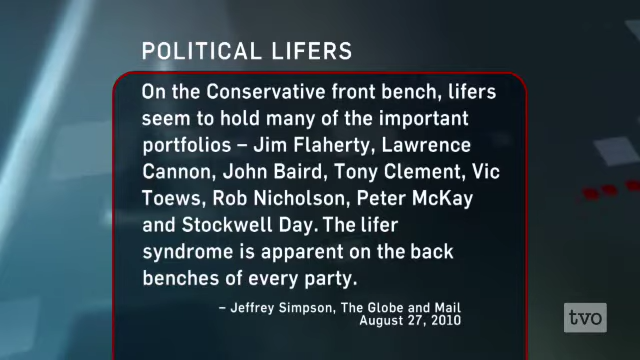 POLITICAL LIFERS
On the Conservative front bench, lifers
seem to hold many of the important
portfolios – Jim Flaherty, Lawrence
Cannon, John Baird, Tony Clement, Vic
Toews, Rob Nicholson, Peter McKay
and Stockwell Day. The lifer
syndrome is apparent on the back
benches of every party.
– Jeffrey Simpson, The Globe and Mail
August 27, 2010
tvo